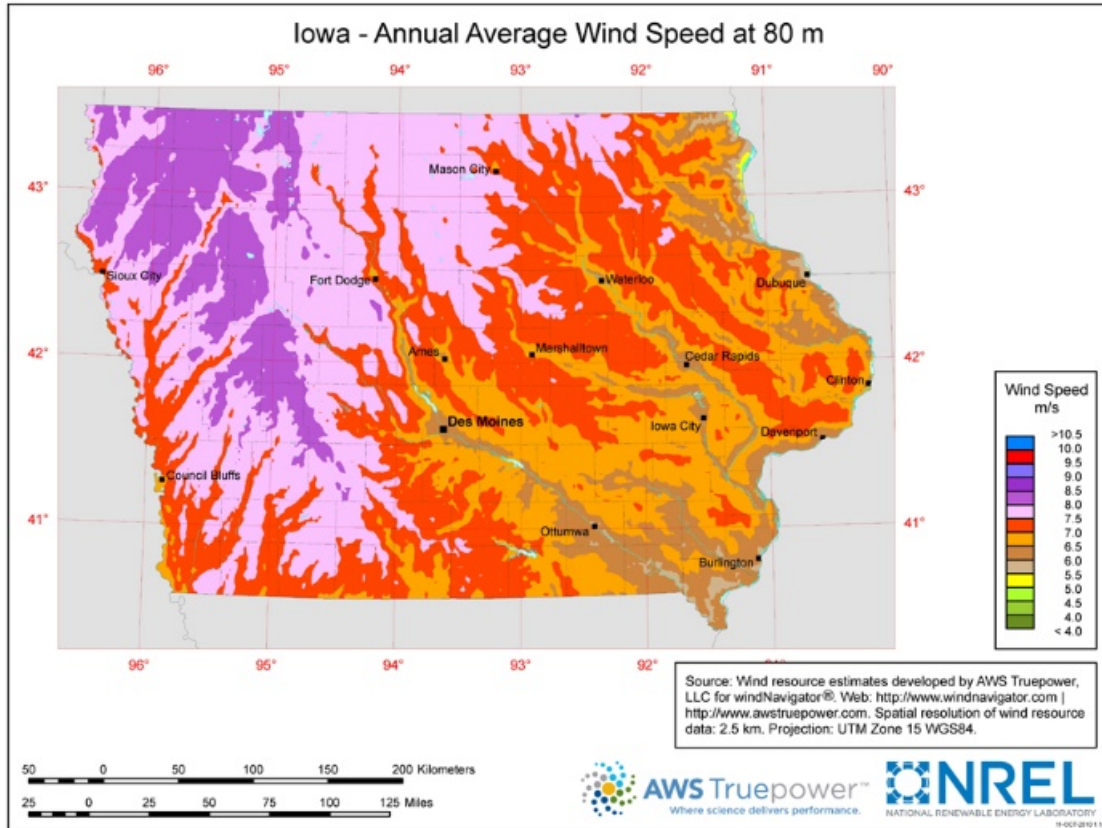 Iowa - Annual Average Wind Speed at 80 m
96° 95° 94° 93° 92° 91° 90°
Mason City
43° 43°
Sioux City
Fort Dodge
Waterloo
Dubuque
42° 42°
Ames
Marshalltown
Cedar Rapids
Clinton
Des Moines
Iowa City
Davenport
Council Bluffs
41° 41°
Ottumwa
Burlington
96° 95° 94° 93° 92° 91°
Wind Speed
m/s
>10.5
10.0
9.5
9.0
8.5
8.0
7.5
7.0
6.5
6.0
5.5
5.0
4.5
4.0
< 4.0
Source: Wind resource estimates developed by AWS Truepower,
LLC for windNavigator®. Web: http://www.windnavigator.com |
http://www.awstruepower.com. Spatial resolution of wind resource
data: 2.5 km. Projection: UTM Zone 15 WGS84.
50 0 50 100 150 200 Kilometers
25 0 25 50 75 100 125 Miles
AWS Truepower™
Where science delivers performance.
NREL
NATIONAL RENEWABLE ENERGY LABORATORY
11-OCT-2010 1.1